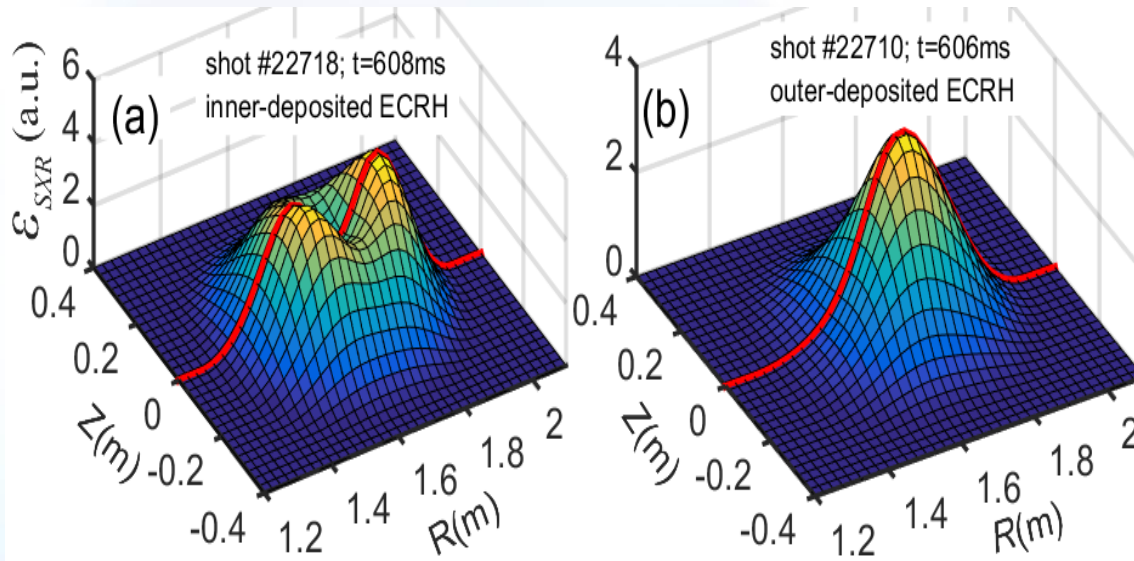 (a)
shot #22718; t=608ms
inner-deposited ECRH
ε_SXR (a.u.)
6
4
2
0
0.4
0.2
0
-0.2
-0.4
Z(m)
1.2
1.4
1.6
1.8
2
R(m)
(b)
shot #22710; t=606ms
outer-deposited ECRH
4
2
0
0.4
0.2
0
-0.2
-0.4
Z(m)
1.2
1.4
1.6
1.8
2
R(m)